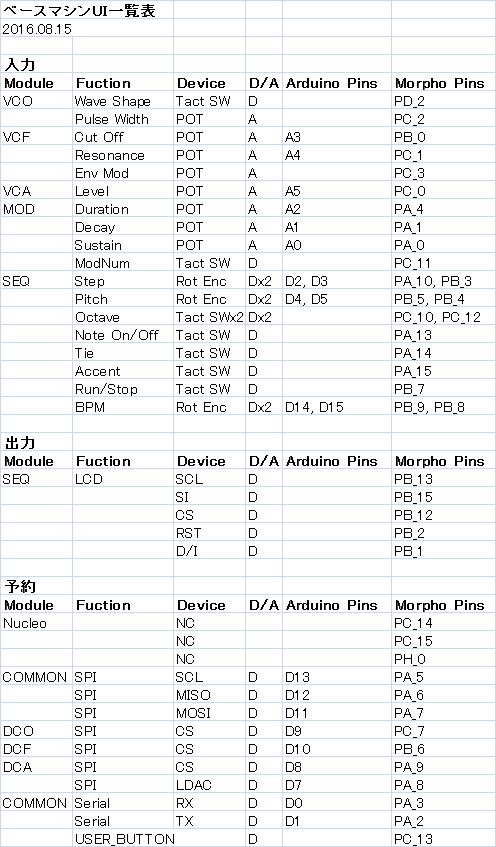 ベースマシンUI一覧表
2016.08.15
入力
Module Fuction Device D/A Arduino Pins Morpho Pins
VCO Wave Shape Tact SW D PD_2
Pulse Width POT A PC_2
VCF Cut Off POT A A3 PB_0
Resonance POT A A4 PC_1
Env Mod POT A PC_3
VCA Level POT A A5 PC_0
MOD Duration POT A A2 PA_4
Decay POT A A1 PA_1
Sustain POT A A0 PA_0
ModNum Tact SW D PC_11
SEQ Step Rot Enc Dx2 D2, D3 PA_10, PB_3
Pitch Rot Enc Dx2 D4, D5 PB_5, PB_4
Octave Tact SWx2 Dx2 PC_10, PC_12
Note On/Off Tact SW D PA_13
Tie Tact SW D PA_14
Accent Tact SW D PA_15
Run/Stop Tact SW D PB_7
BPM Rot Enc Dx2 D14, D15 PB_9, PB_8
出力
Module Fuction Device D/A Arduino Pins Morpho Pins
SEQ LCD SCL D PB_13
SI D PB_15
CS D PB_12
RST D PB_2
D/I D PB_1
予約
Module Fuction Device D/A Arduino Pins Morpho Pins
Nucleo NC PC_14
NC PC_15
NC PH_0
COMMON SPI SCL D D13 PA_5
SPI MISO D D12 PA_6
SPI MOSI D D11 PA_7
DCO SPI CS D D9 PC_7
DCF SPI CS D D10 PB_6
DCA SPI CS D D8 PA_9
SPI LDAC D D7 PA_8
COMMON Serial RX D D0 PA_3
Serial TX D D1 PA_2
USER_BUTTON D PC_13